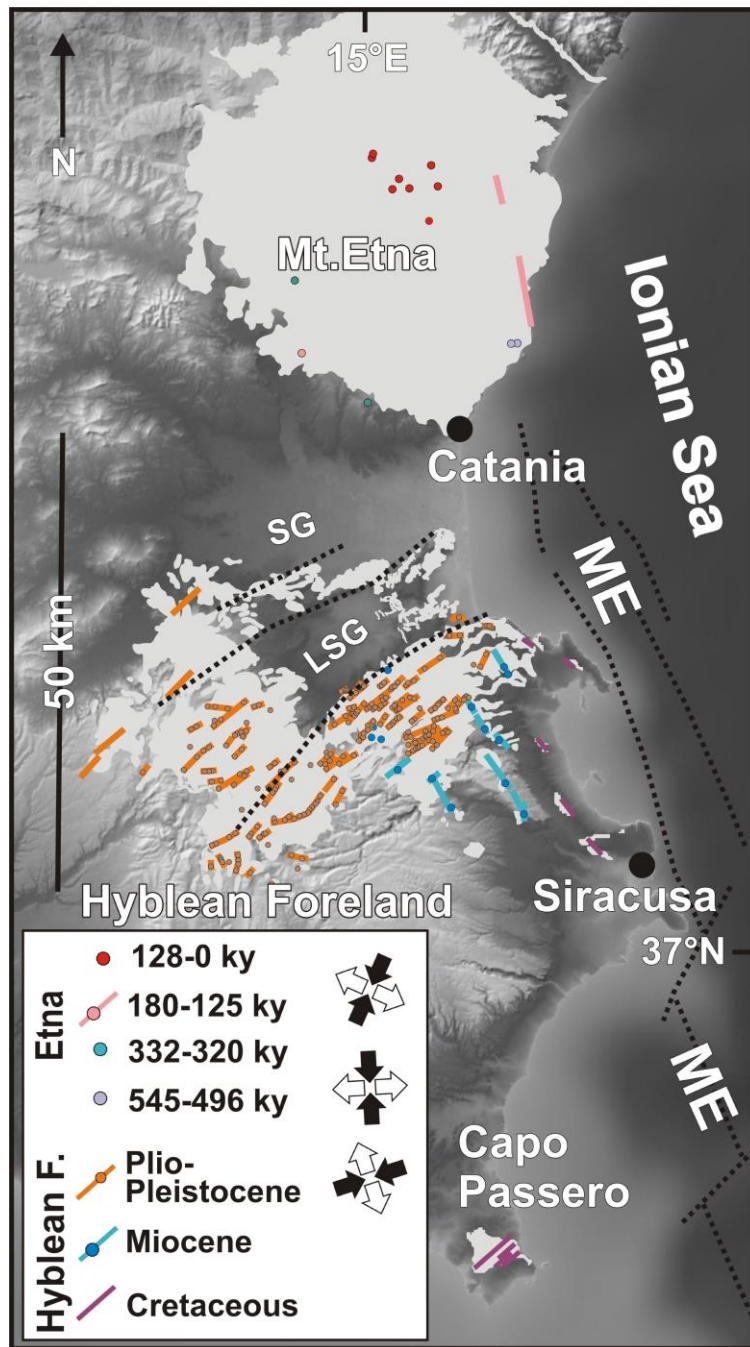 15°E
N
Mt.Etna
Ionian Sea
Catania
SG
ME
LSG
50 km
Hyblean Foreland
Siracusa
37°N
ME
Capo
Passero
Etna
128-0 ky
180-125 ky
332-320 ky
545-496 ky
Hyblean F.
Plio-
Pleistocene
Miocene
Cretaceous